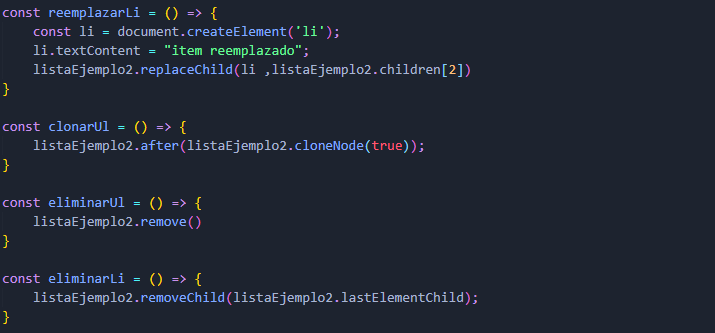 const reemplazarLi = () => {
    const li = document.createElement('li');
    li.textContent = "item reemplazado";
    listaEjemplo2.replaceChild(li ,listaEjemplo2.children[2])
}

const clonarUl = () => {
    listaEjemplo2.after(listaEjemplo2.cloneNode(true));
}

const eliminarUl = () => {
    listaEjemplo2.remove()
}

const eliminarLi = () => {
    listaEjemplo2.removeChild(listaEjemplo2.lastElementChild);
}